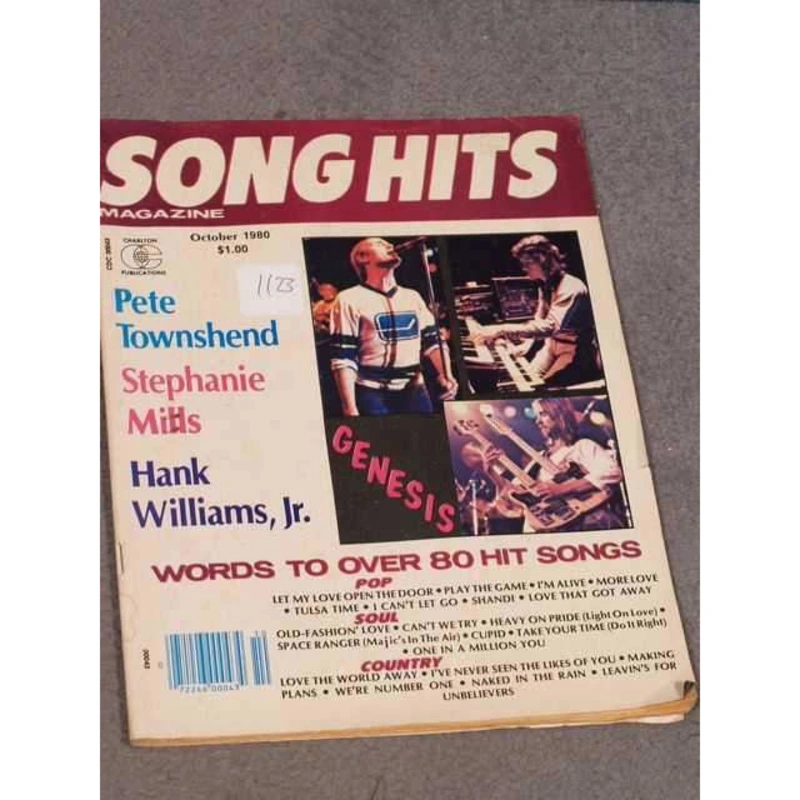 SONG HITS
MAGAZINE
CHARLTON
PUBLICATIONS
October 1980
$1.00
1123
Pete
Townshend
Stephanie
Mills
Hank
Williams, Jr.
GENESIS
WORDS TO OVER 80 HIT SONGS
POP
LET MY LOVE OPEN THE DOOR • PLAY THE GAME • I'M ALIVE • MORE LOVE
• TULSA TIME • I CAN'T LET GO • SHANDI • LOVE THAT GOT AWAY
SOUL
OLD-FASHION' LOVE • CAN'T WE TRY • HEAVY ON PRIDE (Light On Love) •
SPACE RANGER (Majic's In The Air) • CUPID • TAKE YOUR TIME (Do It Right)
• ONE IN A MILLION YOU
COUNTRY
LOVE THE WORLD AWAY • I'VE NEVER SEEN THE LIKES OF YOU • MAKING
PLANS • WE'RE NUMBER ONE • NAKED IN THE RAIN • LEAVIN'S FOR
UNBELIEVERS
00043